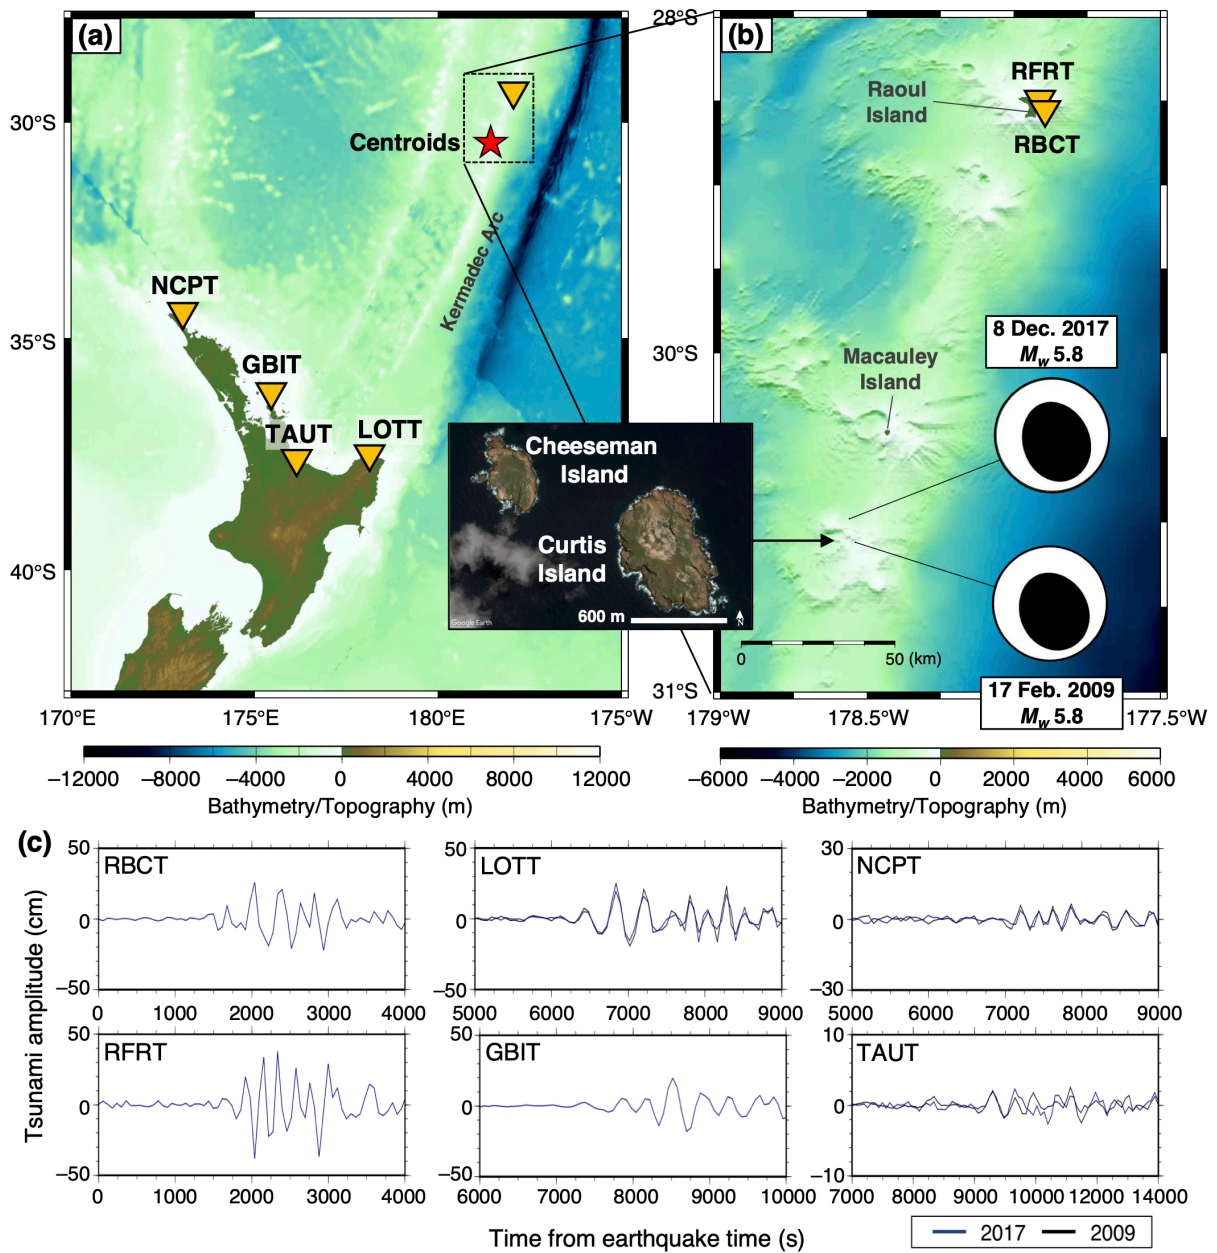 (a)
30°S
35°S
40°S
170°E
175°E
180°E
175°W
Centroids
Kermadec Arc
NCPT
GBIT
TAUT
LOTT
−12000
−8000
−4000
0
4000
8000
12000
Bathymetry/Topography (m)
(b)
28°S
30°S
31°S
179°W
178.5°W
177.5°W
RFRT
Raoul
Island
RBCT
8 Dec. 2017
Mw 5.8
Macauley
Island
17 Feb. 2009
Mw 5.8
0
50 (km)
Cheeseman
Island
Curtis
Island
600 m
N
Google Earth
−6000
−4000
−2000
0
2000
4000
6000
Bathymetry/Topography (m)
(c)
Tsunami amplitude (cm)
RBCT
50
0
−50
0
1000
2000
3000
4000
LOTT
50
0
−50
5000
6000
7000
8000
9000
NCPT
30
0
−30
5000
6000
7000
8000
9000
RFRT
50
0
−50
0
1000
2000
3000
4000
GBIT
50
0
−50
6000
7000
8000
9000
10000
TAUT
10
0
−10
7000
8000
9000
10000
11000
12000
13000
14000
Time from earthquake time (s)
2017
2009